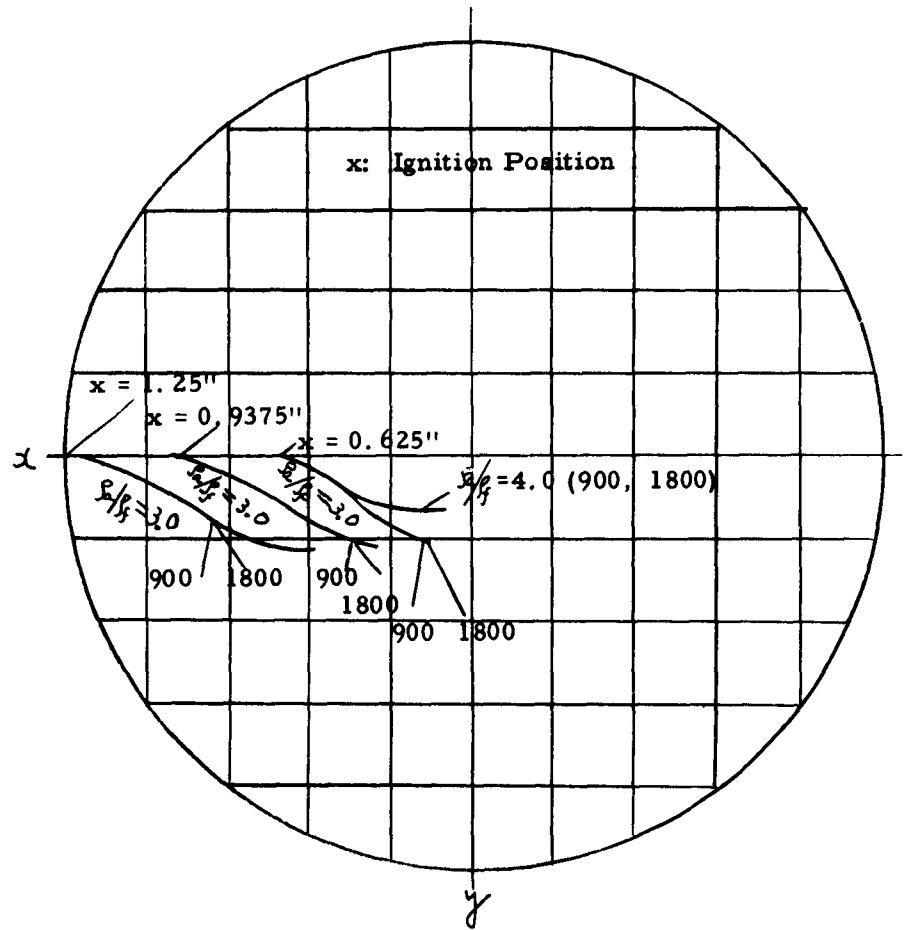 x: Ignition Position
x = 1.25"
x = 0.9375"
x = 0.625"
x
ρa/ρf = 4.0 (900, 1800)
ρa/ρf = 3.0
ρa/ρf = 3.0
ρa/ρf = 3.0
900 1800 900
1800
900 1800
y